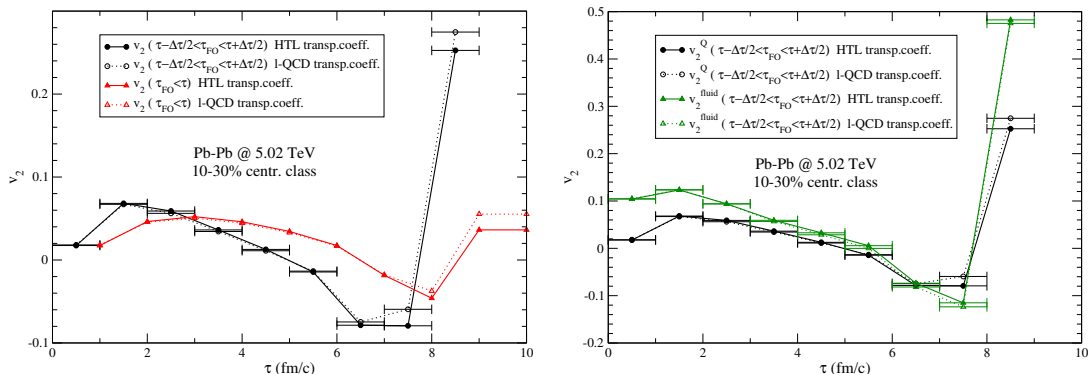 v2 ( τ−Δτ/2<τFO<τ+Δτ/2) HTL transp.coeff.
v2 ( τ−Δτ/2<τFO<τ+Δτ/2) l-QCD transp.coeff.
v2 (τFO<τ) HTL transp.coeff.
v2 (τFO<τ) l-QCD transp.coeff.
Pb-Pb @ 5.02 TeV
10-30% centr. class
v2
0.2
0.1
0
-0.1
0 2 4 6 8 10
τ (fm/c)
v2^Q ( τ−Δτ/2<τFO<τ+Δτ/2) HTL transp.coeff.
v2^Q ( τ−Δτ/2<τFO<τ+Δτ/2) l-QCD transp.coeff.
v2^fluid ( τ−Δτ/2<τFO<τ+Δτ/2) HTL transp.coeff.
v2^fluid ( τ−Δτ/2<τFO<τ+Δτ/2) l-QCD transp.coeff.
Pb-Pb @ 5.02 TeV
10-30% centr. class
v2
0.5
0.4
0.3
0.2
0.1
0
-0.1
-0.2
0 2 4 6 8 10
τ (fm/c)